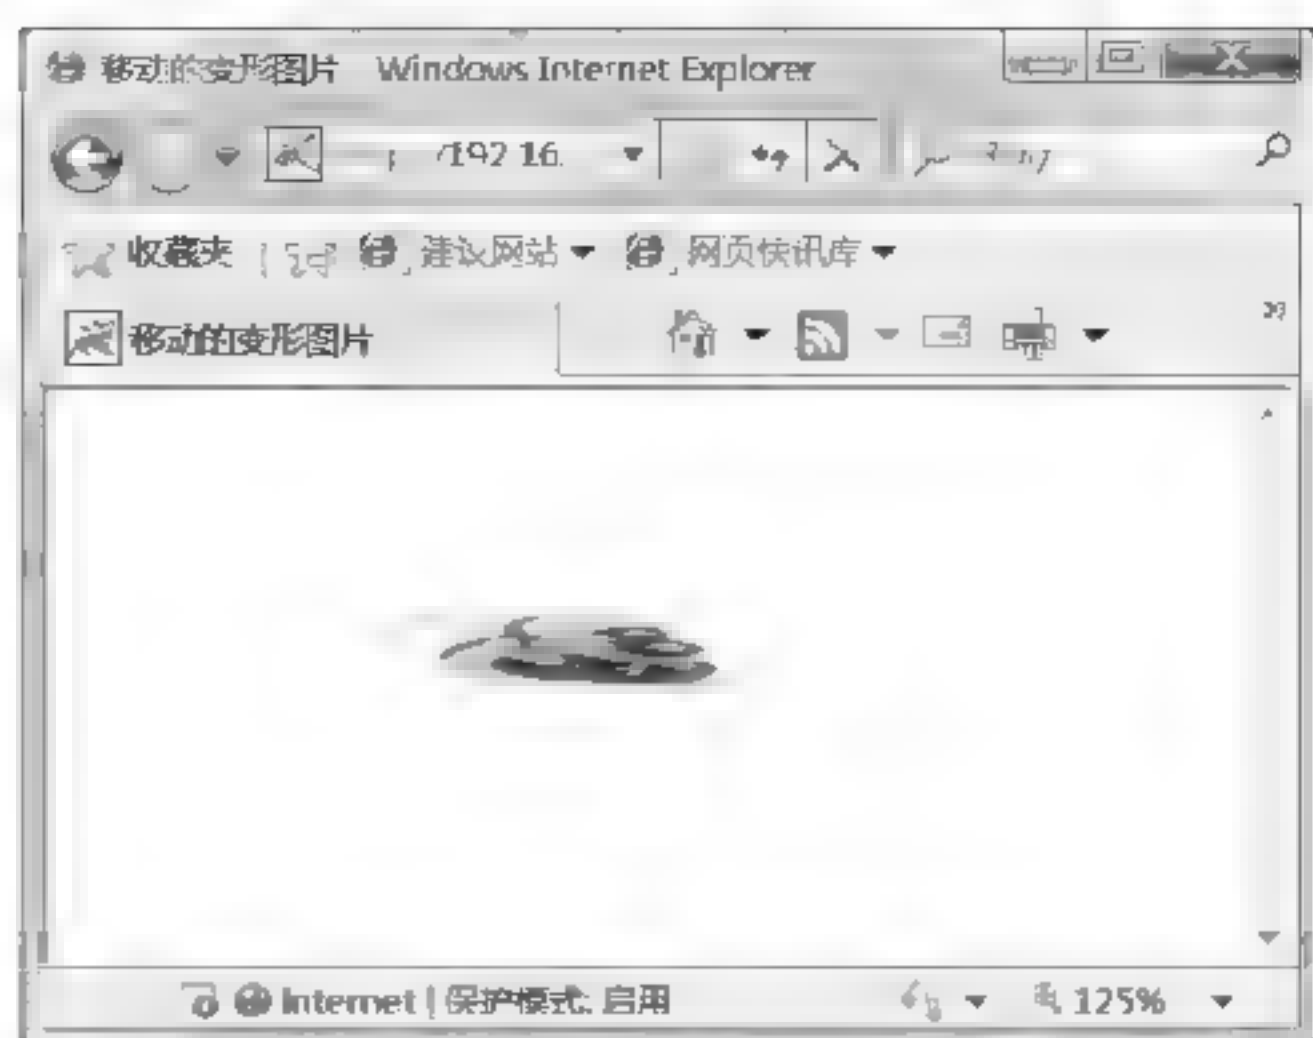 移动的变形图片 Windows Internet Explorer
192 16.
收藏夹 建议网站 网页快讯库
移动的变形图片
Internet | 保护模式: 启用 125%